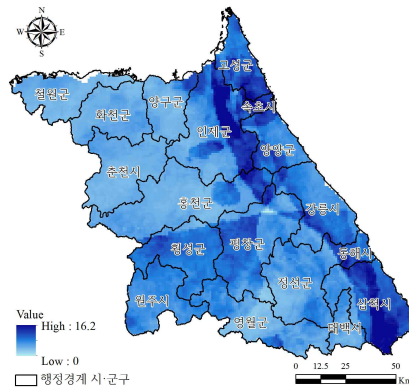 N
W E
S
고성군
속초시
철원군
화천군
양구군
인제군
양양군
춘천시
홍천군
강릉시
횡성군
평창군
동해시
정선군
삼척시
원주시
영월군
태백시
Value
High : 16.2
Low : 0
행정경계 시·군구
0 12.5 25 50
Km